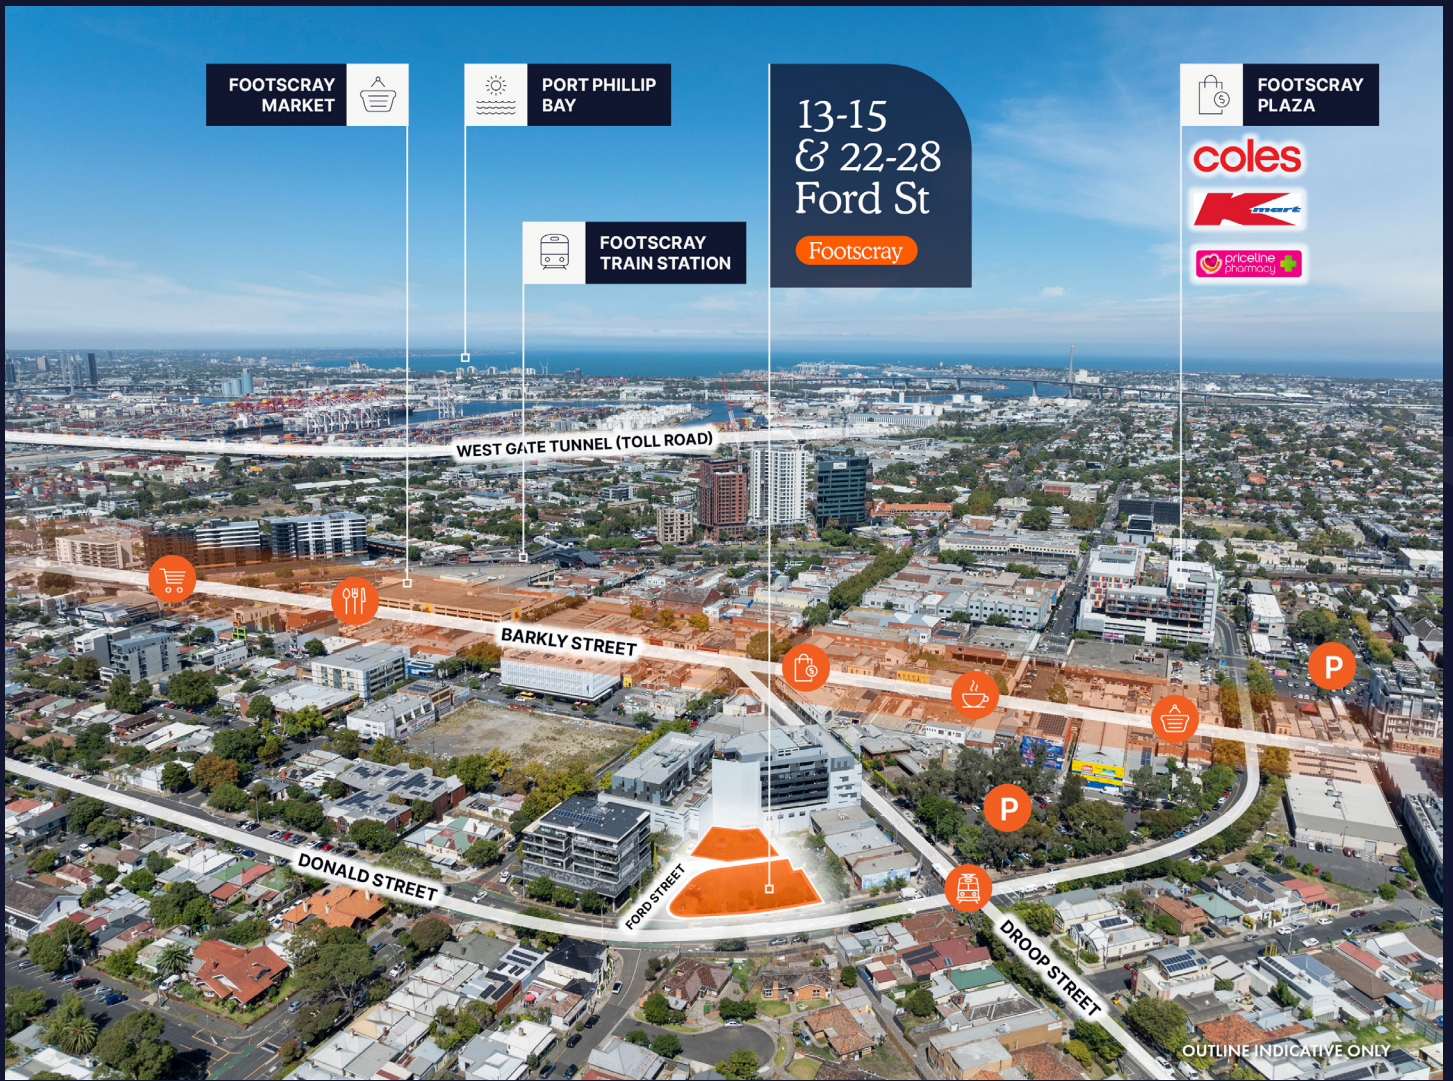 FOOTSCRAY
MARKET
PORT PHILLIP
BAY
13-15
& 22-28
Ford St
Footscray
FOOTSCRAY
PLAZA
coles
Kmart
priceline
pharmacy
FOOTSCRAY
TRAIN STATION
WEST GATE TUNNEL (TOLL ROAD)
BARKLY STREET
P
P
DONALD STREET
FORD STREET
DROOP STREET
OUTLINE INDICATIVE ONLY